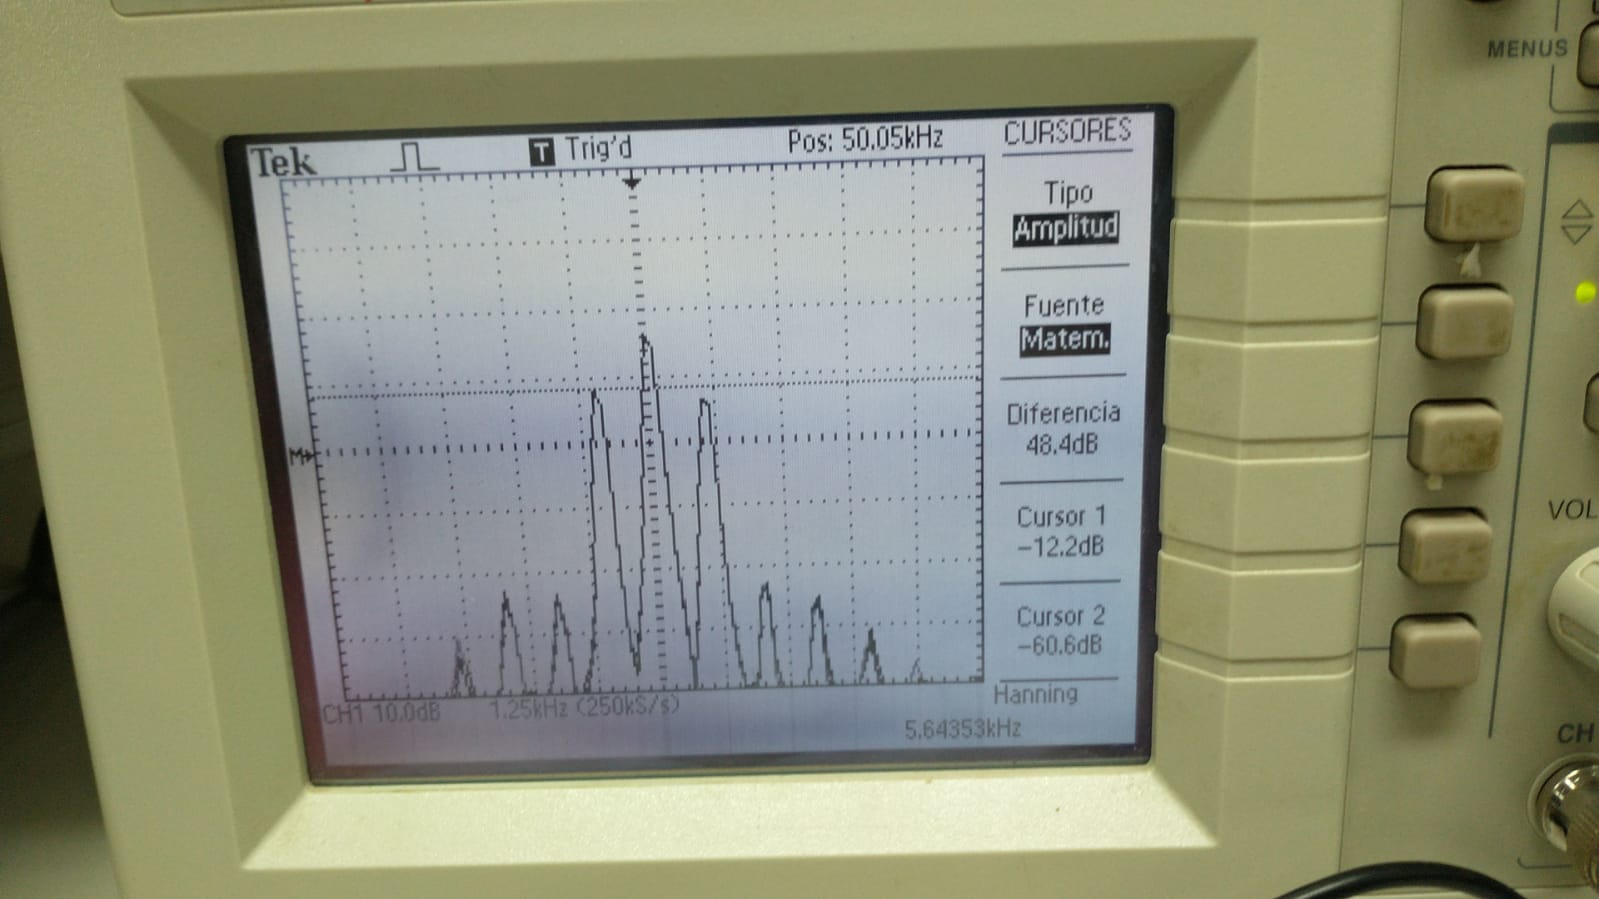 Tek
T Trig'd
Pos: 50.05kHz
CURSORES
Tipo
Amplitud
Fuente
Matem.
Diferencia
48.4dB
Cursor 1
-12.2dB
Cursor 2
-60.6dB
M
CH1 10.0dB
1.25kHz (250kS/s)
Hanning
5.64353kHz
MENUS
VOL
CH